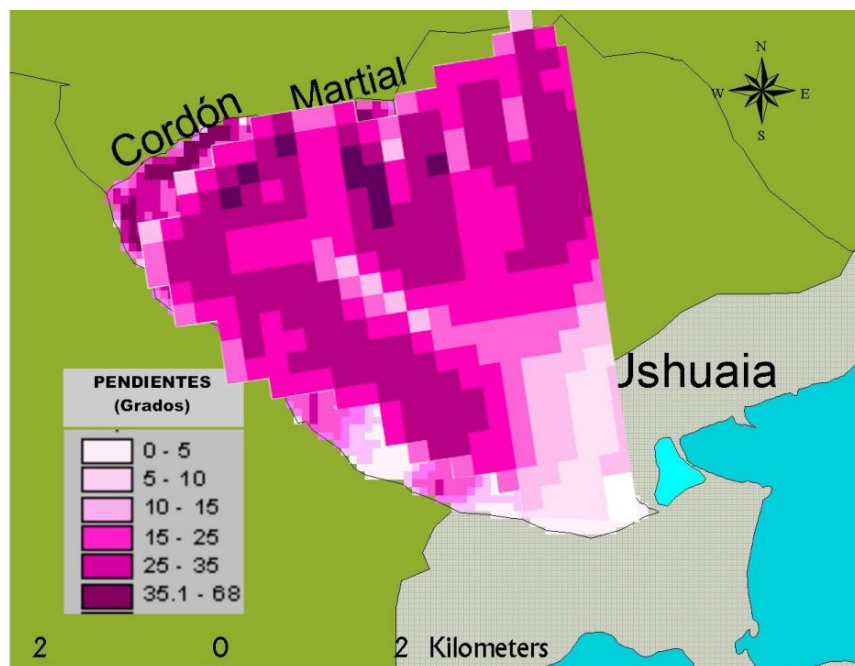 N
W E
S
Cordón Martial
Jshuaia
PENDIENTES
(Grados)
0 - 5
5 - 10
10 - 15
15 - 25
25 - 35
35.1 - 68
2 0 2 Kilometers